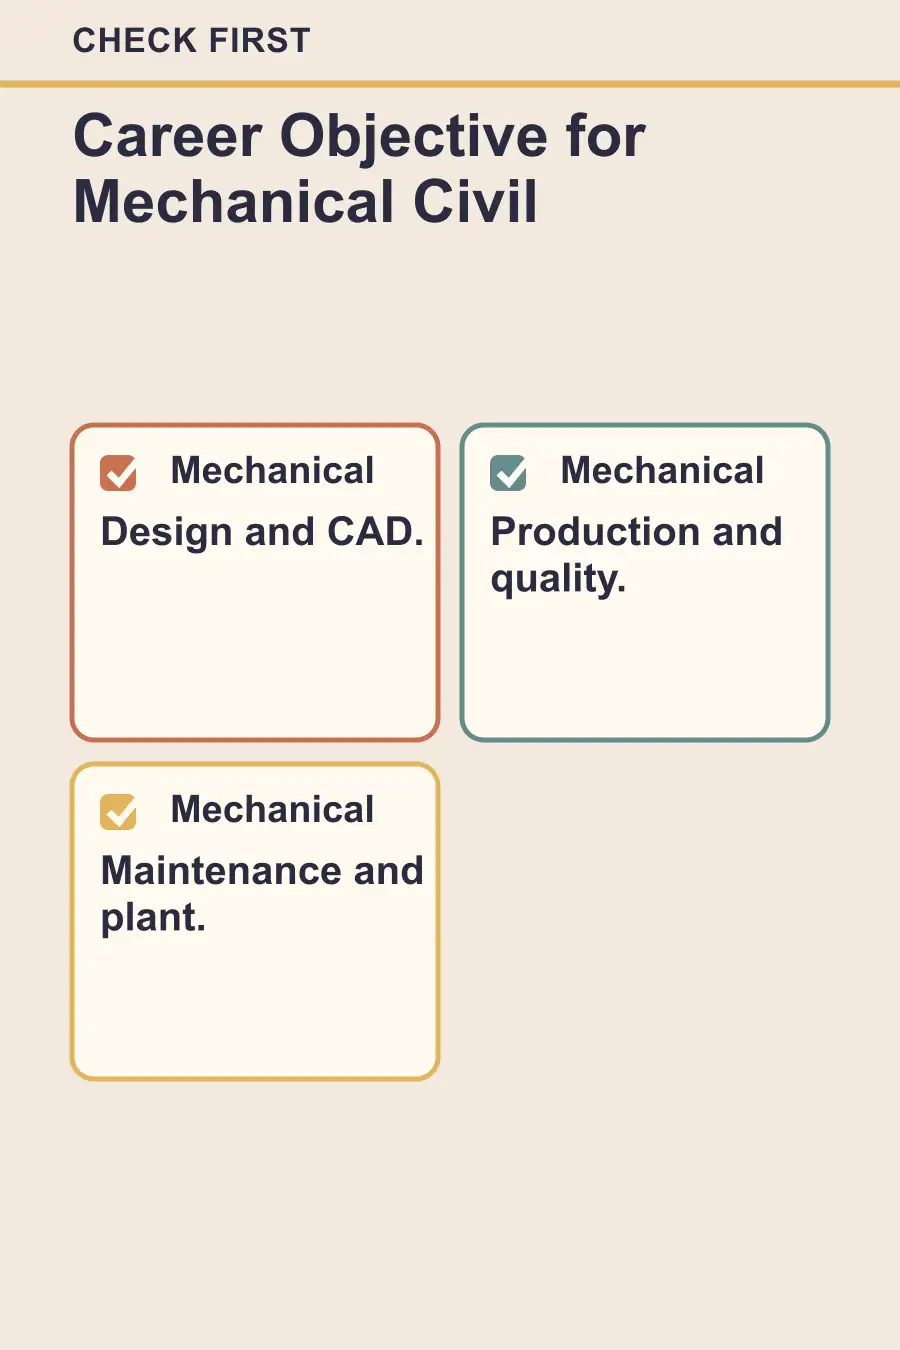 CHECK FIRST
Career Objective for
Mechanical Civil
Mechanical
Design and CAD.
Mechanical
Production and
quality.
Mechanical
Maintenance and
plant.